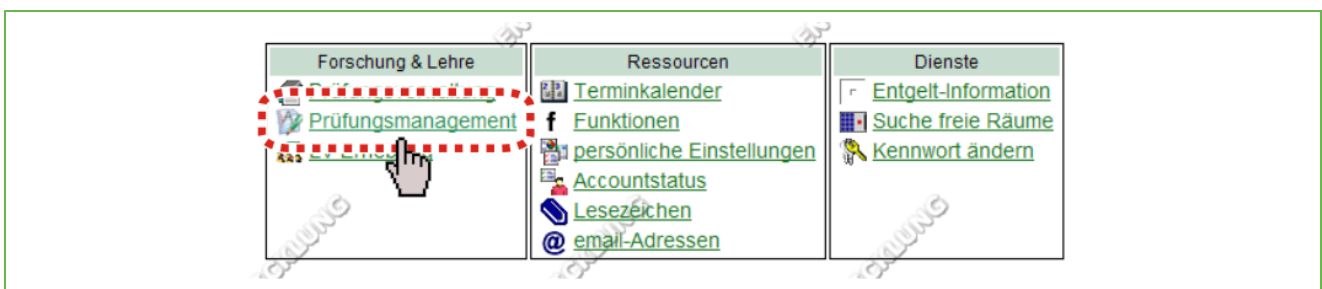 Forschung & Lehre
Prüfungsmanagement
Ressourcen
Terminkalender
f Funktionen
persönliche Einstellungen
Accountstatus
Lesezeichen
@ email-Adressen
Dienste
Entgelt-Information
Suche freie Räume
Kennwort ändern